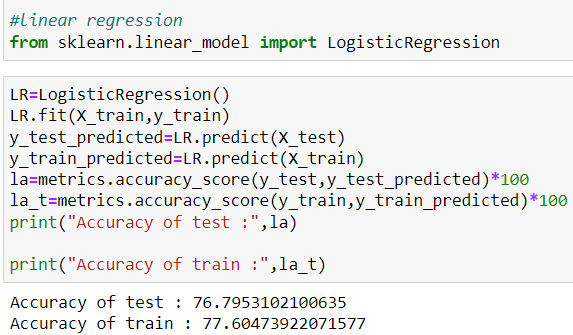 #linear regression
from sklearn.linear_model import LogisticRegression
LR=LogisticRegression()
LR.fit(X_train,y_train)
y_test_predicted=LR.predict(X_test)
y_train_predicted=LR.predict(X_train)
la=metrics.accuracy_score(y_test,y_test_predicted)*100
la_t=metrics.accuracy_score(y_train,y_train_predicted)*100
print("Accuracy of test :",la)
print("Accuracy of train :",la_t)
Accuracy of test : 76.7953102100635
Accuracy of train : 77.60473922071577